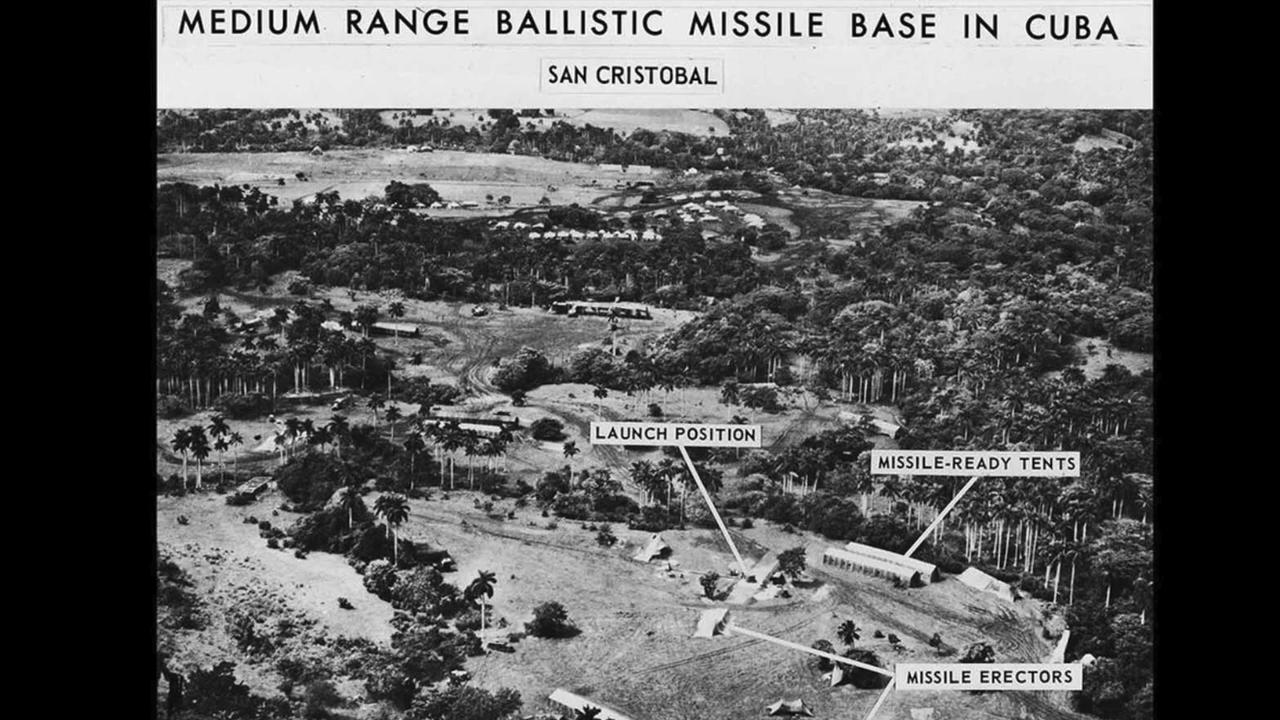 MEDIUM RANGE BALLISTIC MISSILE BASE IN CUBA
SAN CRISTOBAL
LAUNCH POSITION
MISSILE-READY TENTS
MISSILE ERECTORS